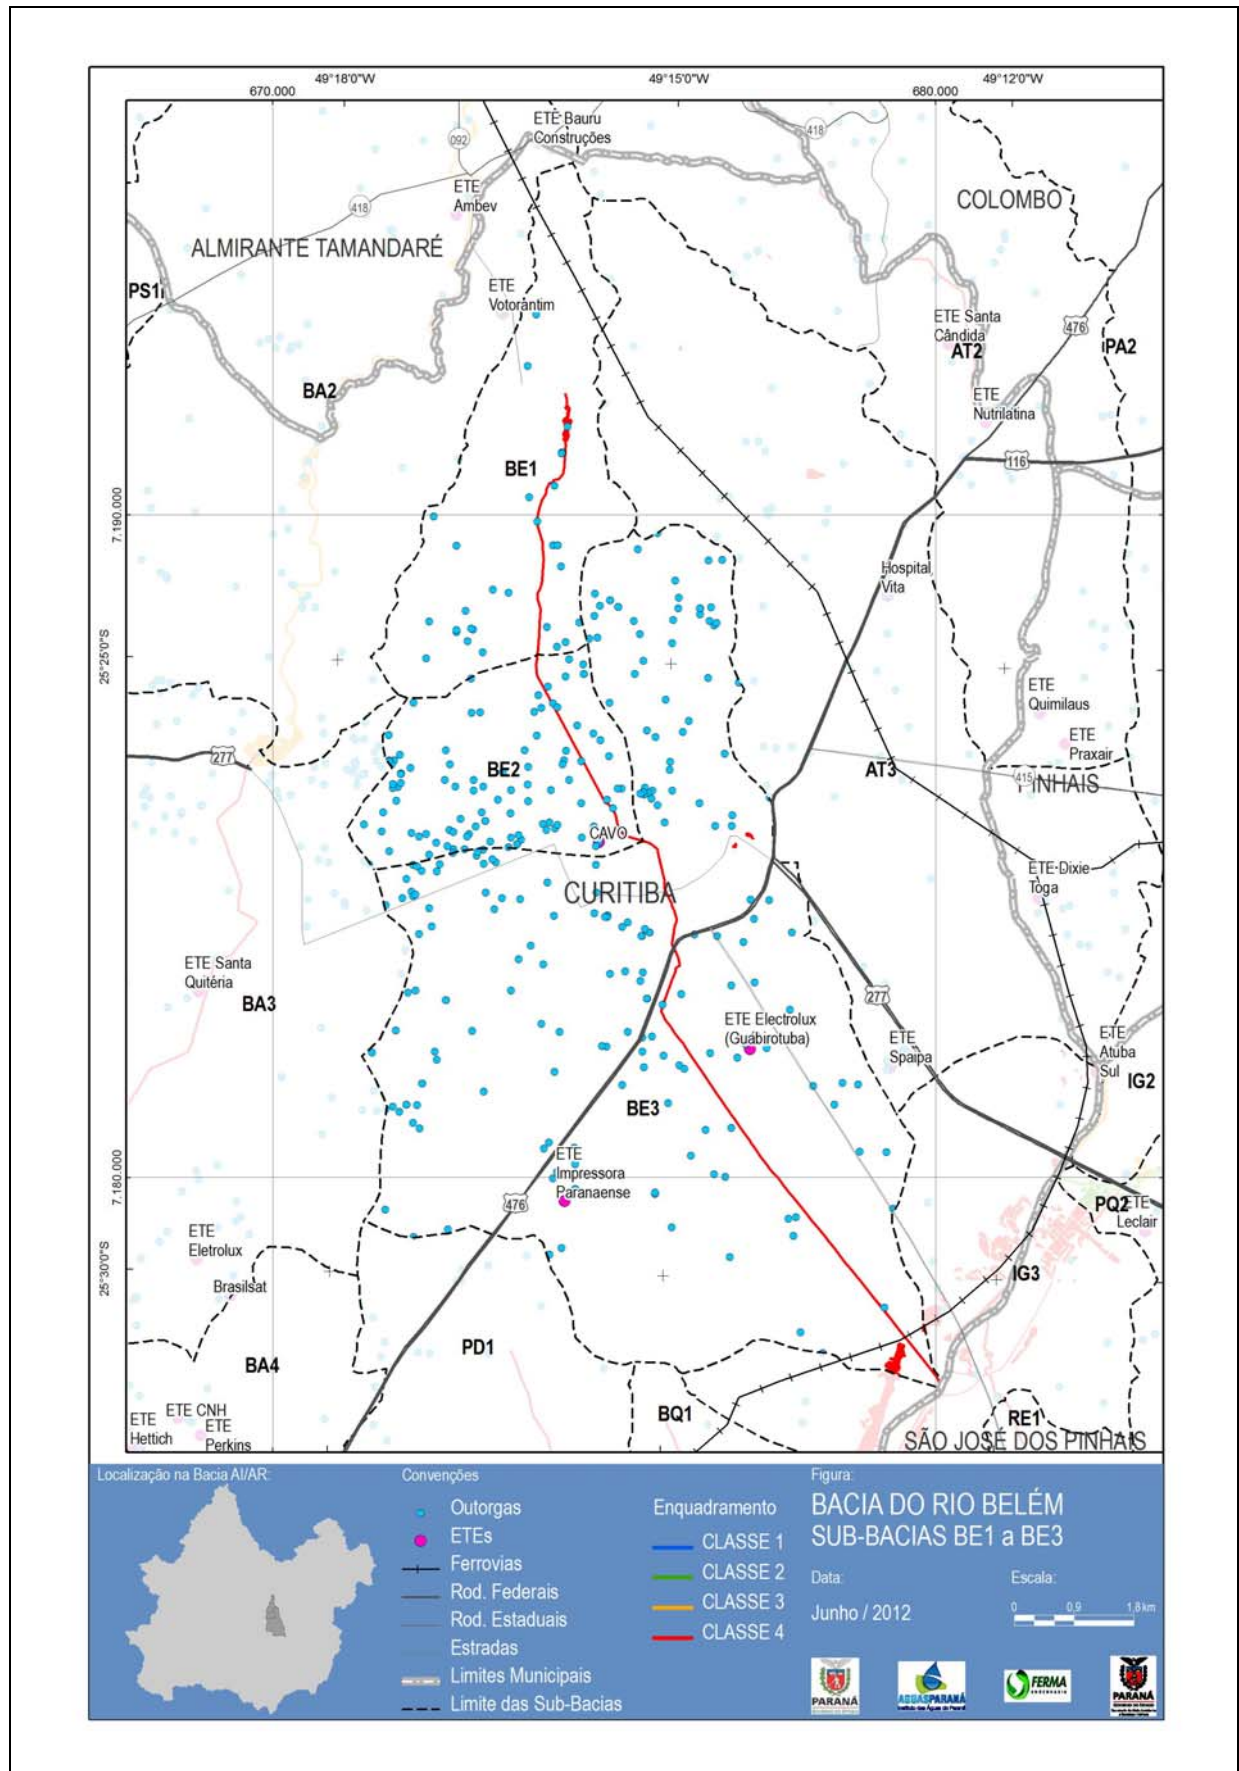 49°18'0"W
49°15'0"W
49°12'0"W
670.000
680.000
ETE Bauru
Construções
418
092
ETE
Ambev
COLOMBO
418
ALMIRANTE TAMANDARÉ
PS1i
ETE
Votorantim
ETE Santa
Cândida
476
AT2
PA2
BA2
ETE
Nutrilatina
BE1
116
7.190.000
Hospital
Vita
25°25'0"S
ETE
Quimilaus
ETE
Praxair
277
BE2
AT3
415
PINHAIS
CAVO
ETE Dixie
Toga
CURITIBA
ETE Santa
Quitéria
BA3
277
ETE Electrolux
(Guabirotuba)
ETE
Spaipa
ETE
Atuba
Sul
IG2
BE3
ETE
Impressora
Paranaense
7.180.000
476
PQ2
ETE
Leclair
ETE
Eletrolux
Brasilsat
25°30'0"S
IG3
PD1
BA4
BQ1
RE1
ETE CNH
ETE
Hettich
ETE
Perkins
SÃO JOSÉ DOS PINHAIS
Localização na Bacia AI/AR:
Convenções
Outorgas
ETEs
Ferrovias
Rod. Federais
Rod. Estaduais
Estradas
Limites Municipais
Limite das Sub-Bacias
Enquadramento
CLASSE 1
CLASSE 2
CLASSE 3
CLASSE 4
Figura:
BACIA DO RIO BELÉM
SUB-BACIAS BE1 a BE3
Data:
Junho / 2012
Escala:
0 0,9 1,8 km
PARANÁ
AGUASPARANÁ
Instituto das Águas do Paraná
FERMA
ENGENHARIA
PARANÁ